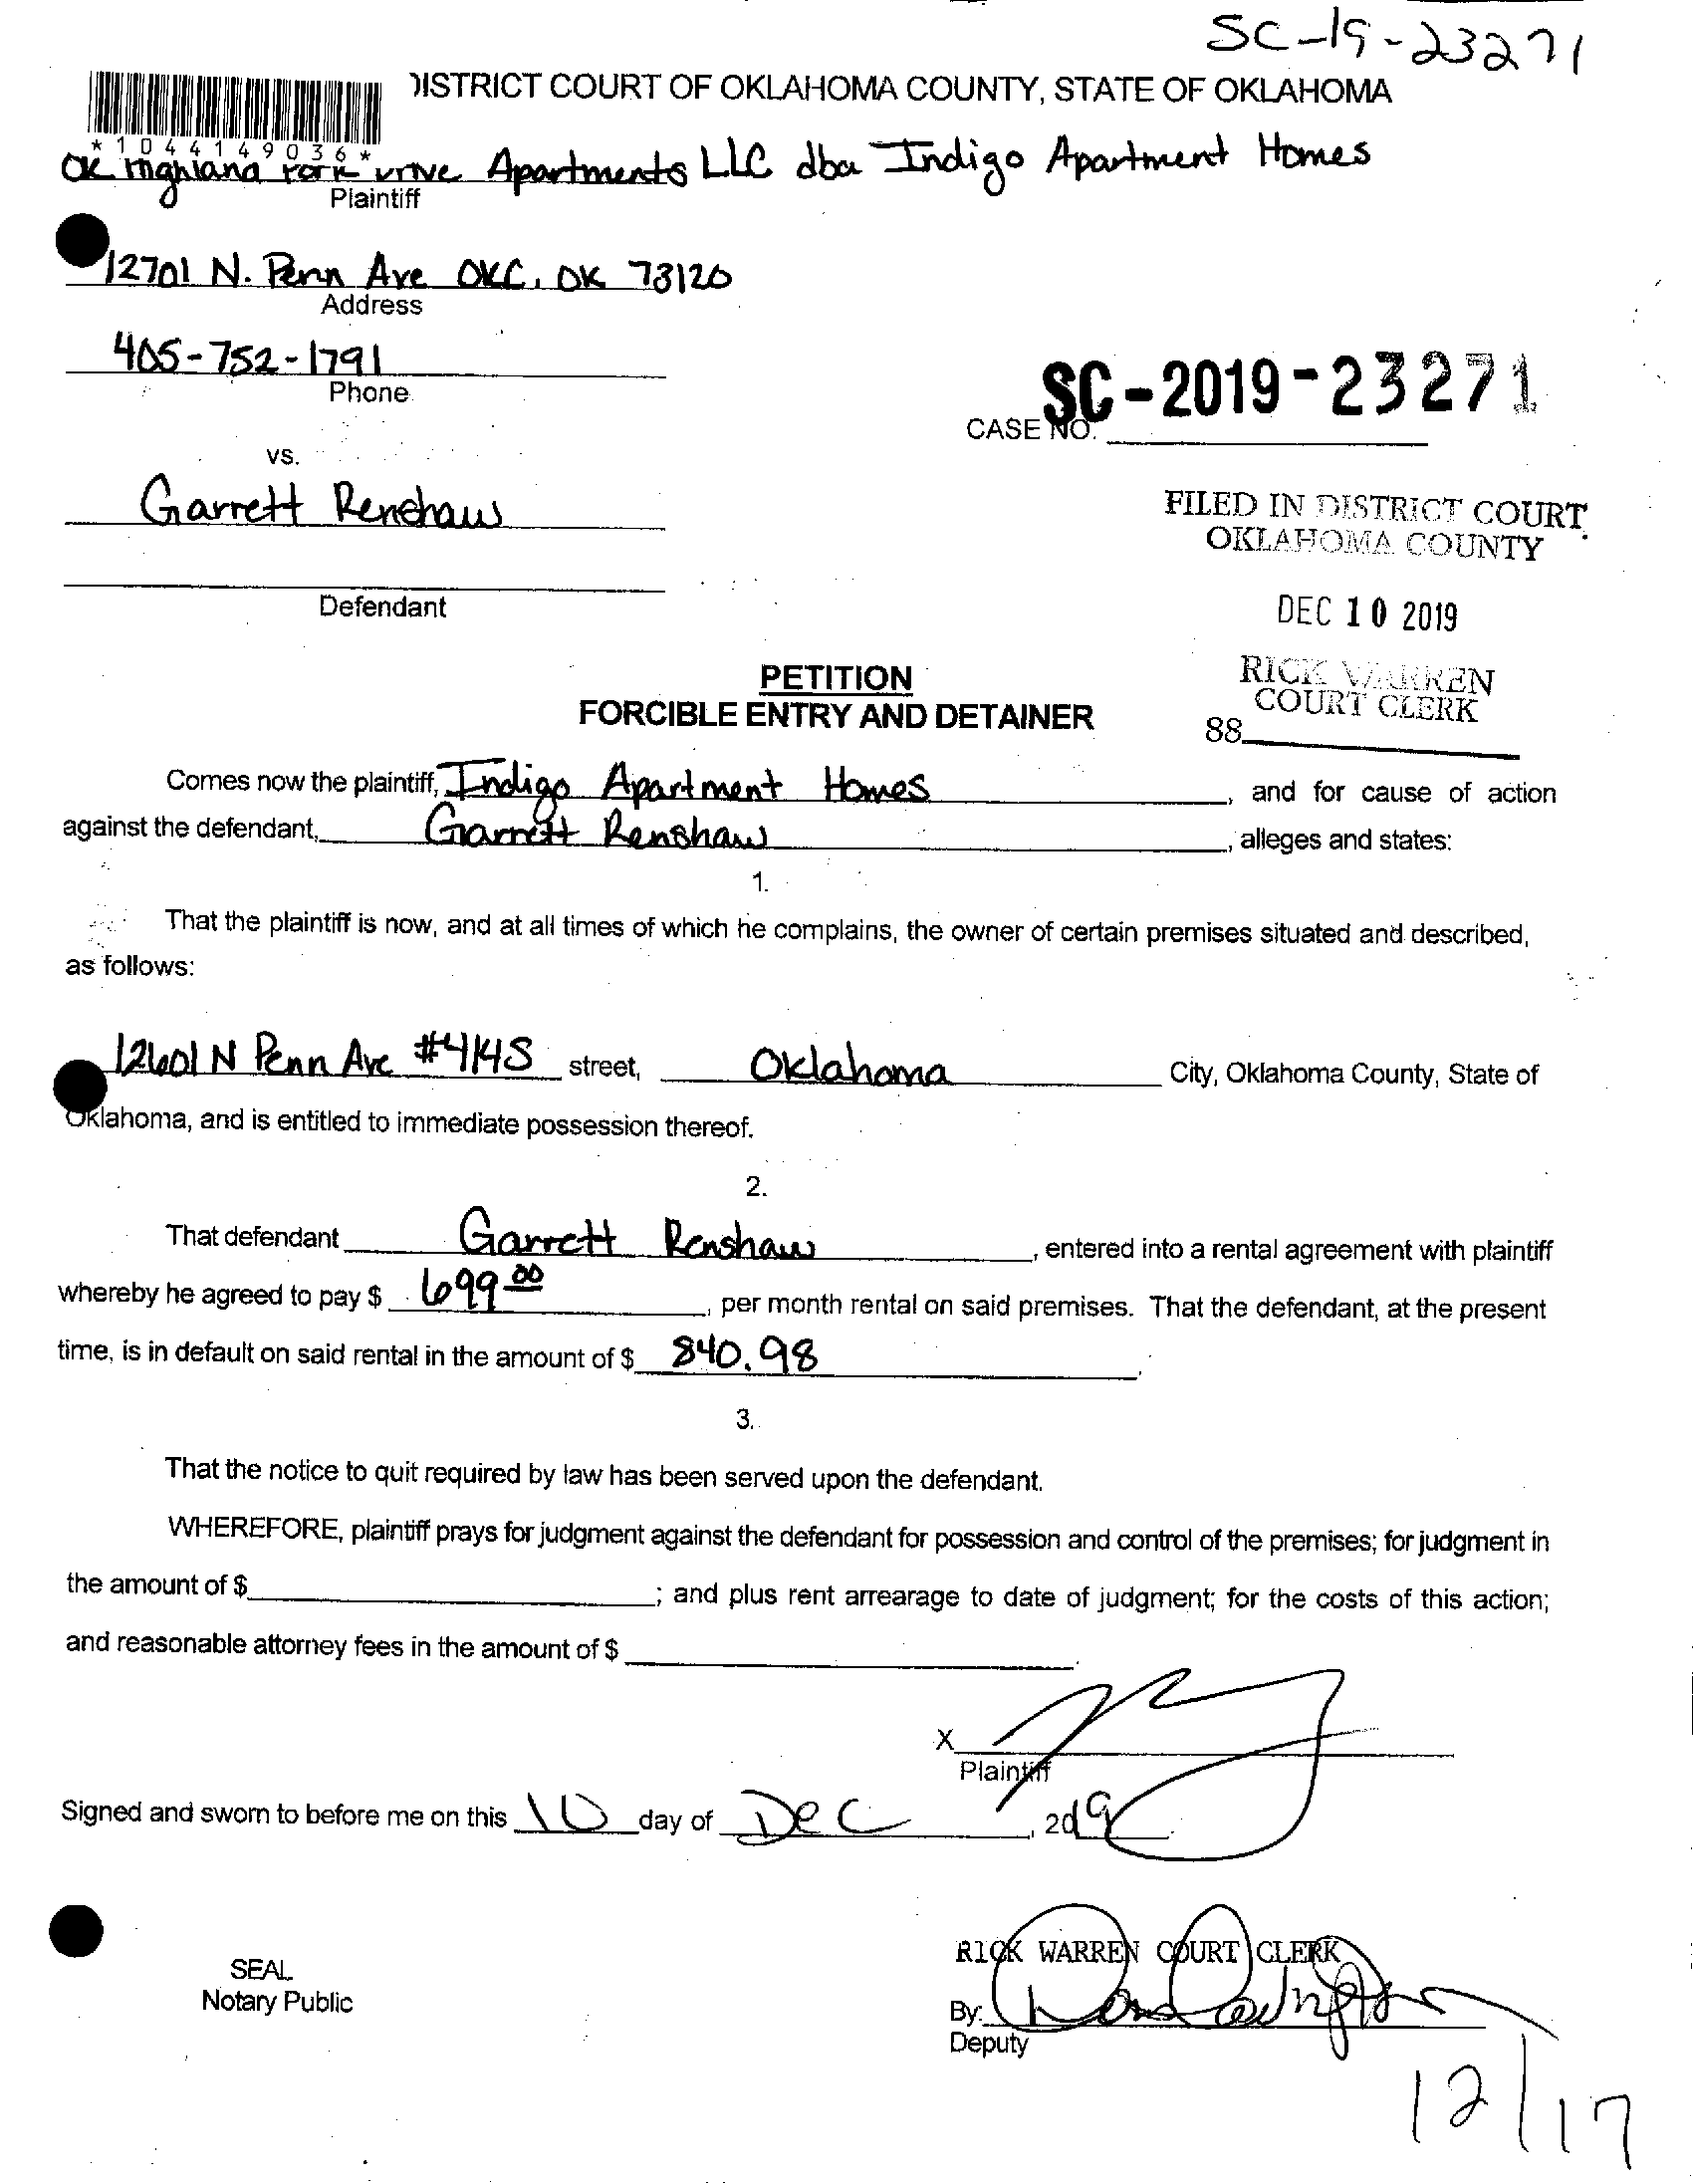 SC-19-23271
DISTRICT COURT OF OKLAHOMA COUNTY, STATE OF OKLAHOMA
*1044149036*
OK Highland Park Drive Apartments LLC dba Indigo Apartment Homes
Plaintiff
12701 N. Penn Ave OKC, OK 73120
Address
405-752-1791
Phone
SC-2019-23271
CASE NO.
vs.
Garrett Renshaw
FILED IN DISTRICT COURT
OKLAHOMA COUNTY
Defendant
DEC 10 2019
PETITION
RICK WARREN
COURT CLERK
FORCIBLE ENTRY AND DETAINER
88
Comes now the plaintiff, Indigo Apartment Homes, and for cause of action
against the defendant, Garrett Renshaw, alleges and states:
1.
That the plaintiff is now, and at all times of which he complains, the owner of certain premises situated and described,
as follows:
12601 N Penn Ave #414S street, Oklahoma City, Oklahoma County, State of
Oklahoma, and is entitled to immediate possession thereof.
2.
That defendant Garrett Renshaw, entered into a rental agreement with plaintiff
whereby he agreed to pay $ 699.00, per month rental on said premises. That the defendant, at the present
time, is in default on said rental in the amount of $ 840.98.
3.
That the notice to quit required by law has been served upon the defendant.
WHEREFORE, plaintiff prays for judgment against the defendant for possession and control of the premises; for judgment in
the amount of $ ; and plus rent arrearage to date of judgment; for the costs of this action;
and reasonable attorney fees in the amount of $ .
X
Plaintiff
Signed and sworn to before me on this 10 day of Dec, 2019.
SEAL
Notary Public
RICK WARREN COURT CLERK
By:
Deputy
12/17